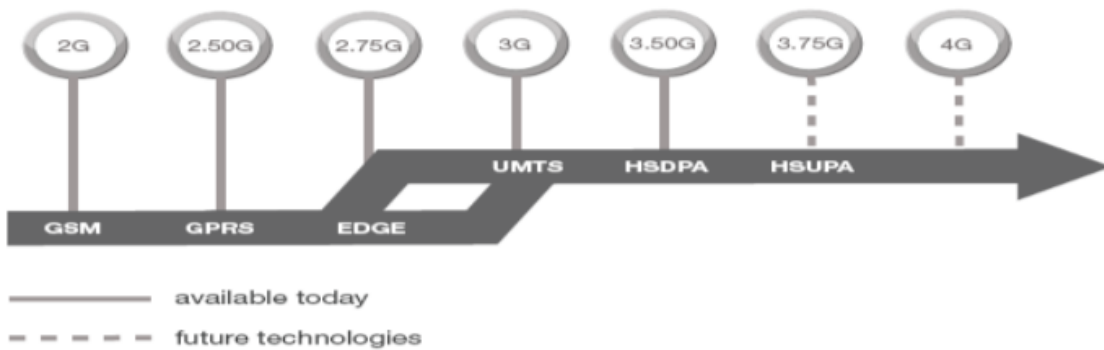 2G 2.50G 2.75G 3G 3.50G 3.75G 4G
UMTS HSDPA HSUPA
GSM GPRS EDGE
available today
future technologies